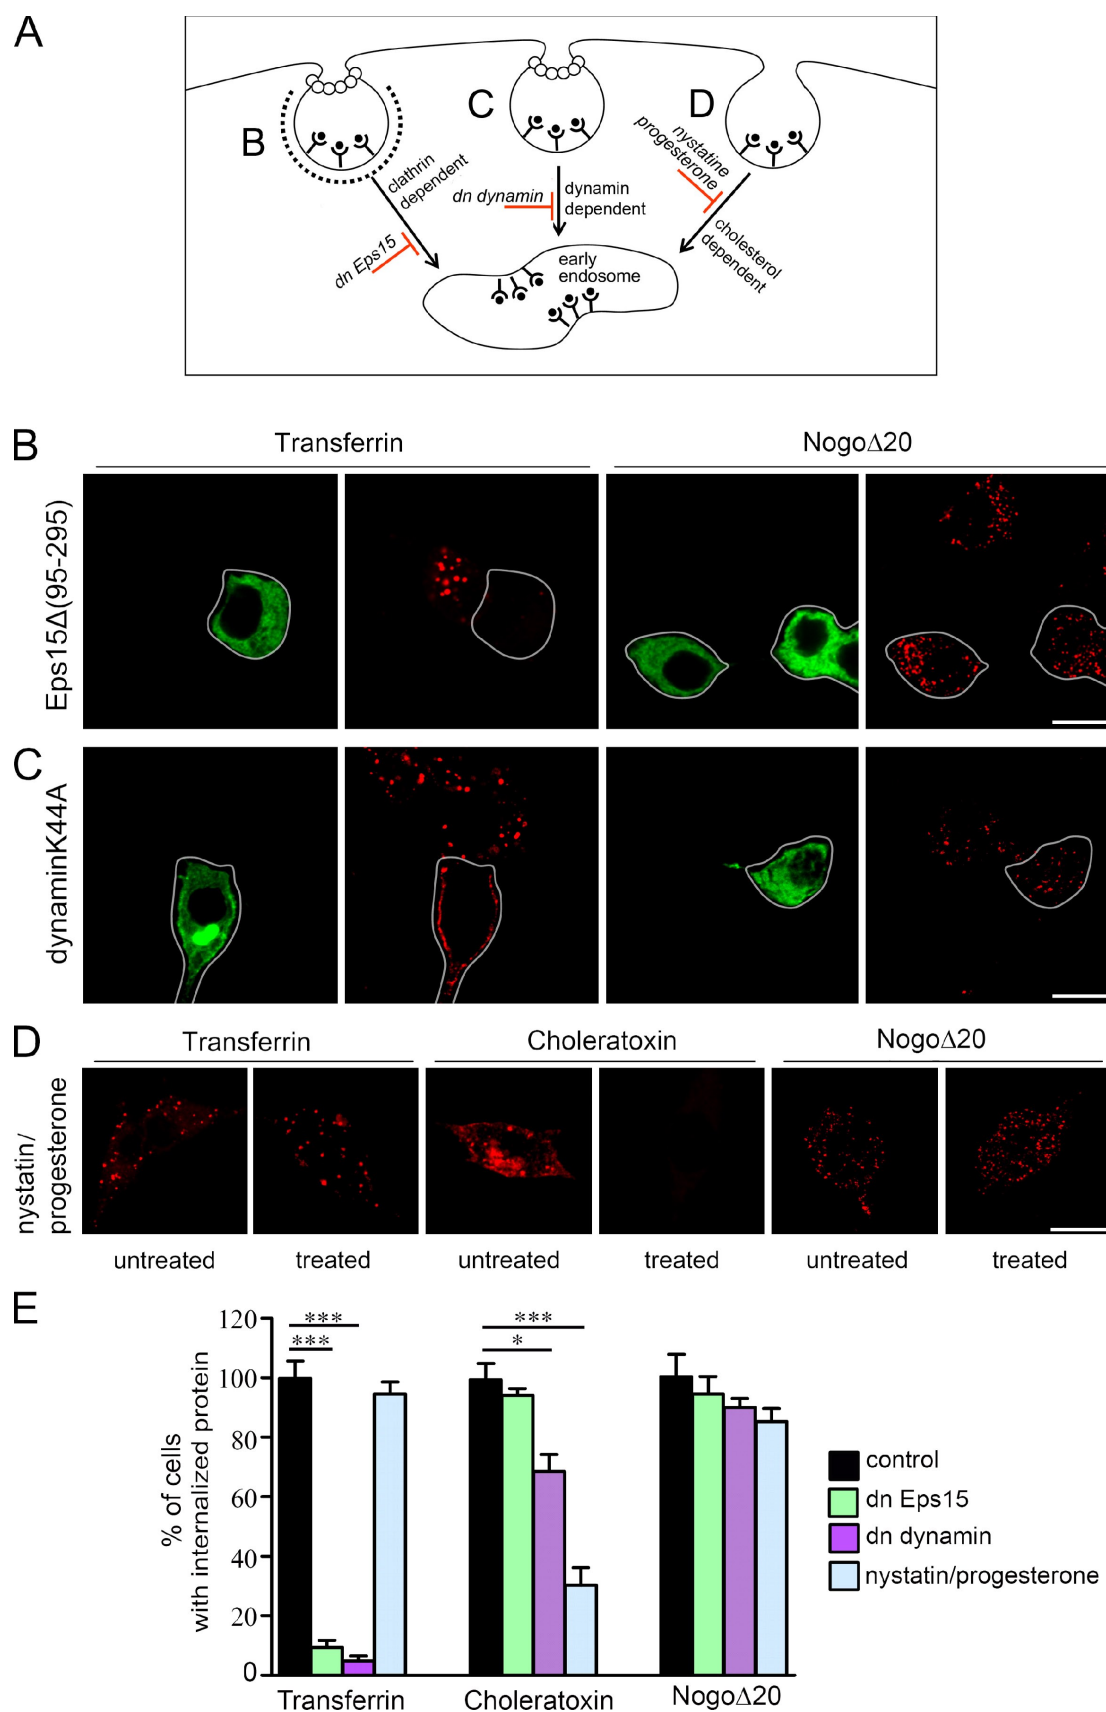 A
B
C
D
clathrin
dependent
dn Eps15
dn dynamin
dynamin
dependent
nystatine
progesterone
cholesterol
dependent
early
endosome
B
Transferrin
NogoΔ20
Eps15Δ(95-295)
C
dynaminK44A
D
Transferrin
Choleratoxin
NogoΔ20
nystatin/
progesterone
untreated
treated
untreated
treated
untreated
treated
E
% of cells
with internalized protein
120
100
80
60
40
20
0
***
***
***
*
Transferrin
Choleratoxin
NogoΔ20
control
dn Eps15
dn dynamin
nystatin/progesterone